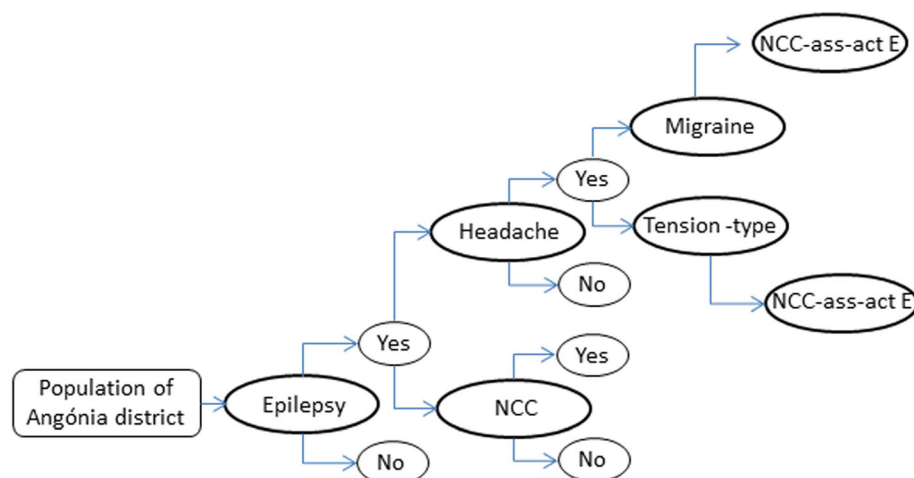 NCC-ass-act E
Migraine
Yes
Headache
Tension -type
No
NCC-ass-act E
Yes
Yes
Population of
Angónia district
Epilepsy
NCC
No
No